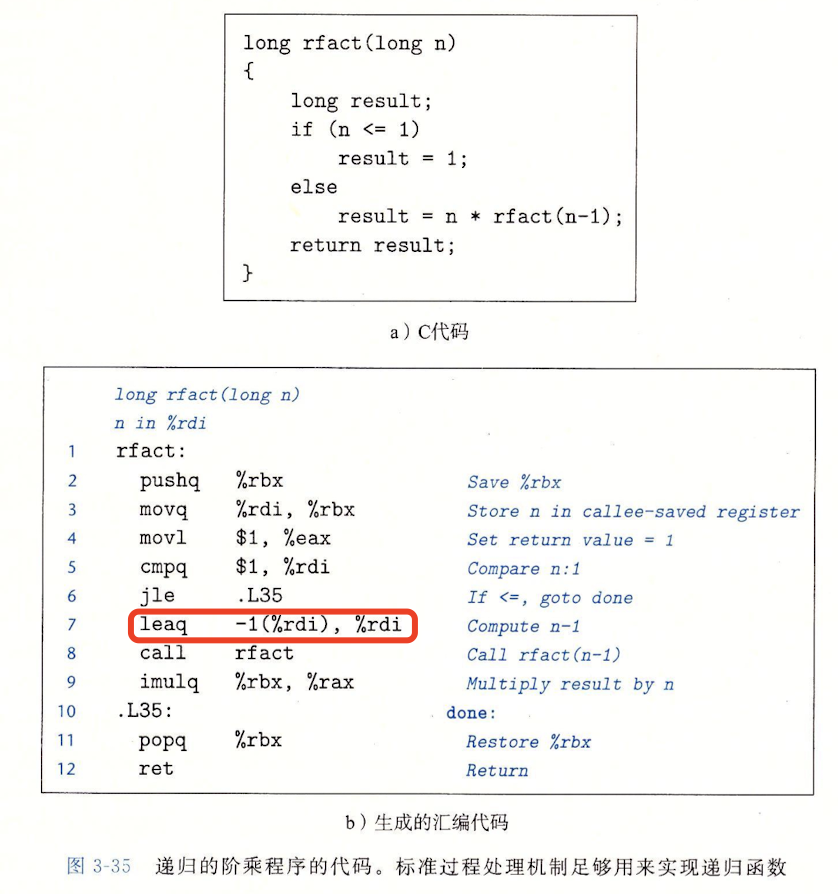 long rfact(long n)
{
long result;
if (n <= 1)
result = 1;
else
result = n * rfact(n-1);
return result;
}
a）C代码
long rfact(long n)
n in %rdi
1 rfact:
2 pushq %rbx Save %rbx
3 movq %rdi, %rbx Store n in callee-saved register
4 movl $1, %eax Set return value = 1
5 cmpq $1, %rdi Compare n:1
6 jle .L35 If <=, goto done
7 leaq -1(%rdi), %rdi Compute n-1
8 call rfact Call rfact(n-1)
9 imulq %rbx, %rax Multiply result by n
10 .L35: done:
11 popq %rbx Restore %rbx
12 ret Return
b）生成的汇编代码
图 3-35 递归的阶乘程序的代码。标准过程处理机制足够用来实现递归函数